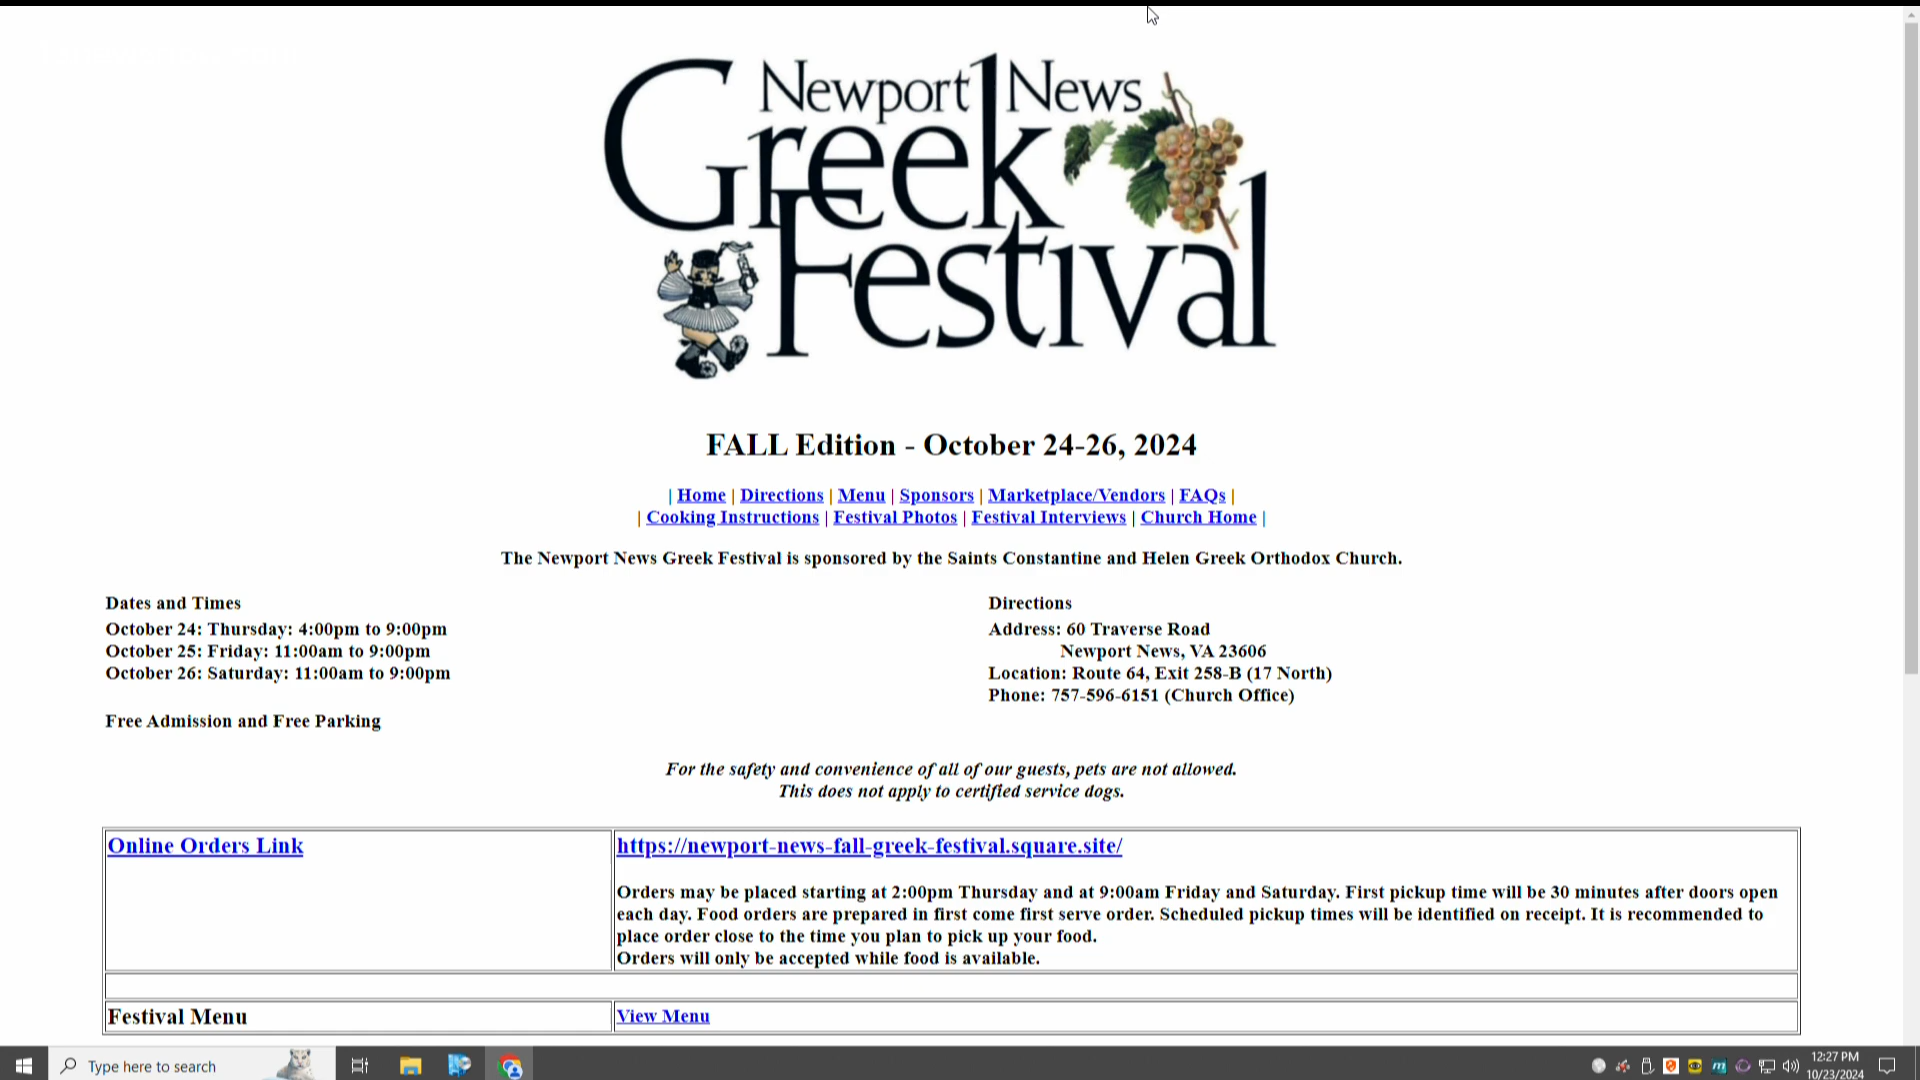 Newport News
Greek
Festival
FALL Edition - October 24-26, 2024
| Home | Directions | Menu | Sponsors | Marketplace/Vendors | FAQs |
| Cooking Instructions | Festival Photos | Festival Interviews | Church Home |
The Newport News Greek Festival is sponsored by the Saints Constantine and Helen Greek Orthodox Church.
Dates and Times
October 24: Thursday: 4:00pm to 9:00pm
October 25: Friday: 11:00am to 9:00pm
October 26: Saturday: 11:00am to 9:00pm
Free Admission and Free Parking
Directions
Address: 60 Traverse Road
Newport News, VA 23606
Location: Route 64, Exit 258-B (17 North)
Phone: 757-596-6151 (Church Office)
For the safety and convenience of all of our guests, pets are not allowed.
This does not apply to certified service dogs.
Online Orders Link
https://newport-news-fall-greek-festival.square.site/
Orders may be placed starting at 2:00pm Thursday and at 9:00am Friday and Saturday. First pickup time will be 30 minutes after doors open
each day. Food orders are prepared in first come first serve order. Scheduled pickup times will be identified on receipt. It is recommended to
place order close to the time you plan to pick up your food.
Orders will only be accepted while food is available.
Festival Menu
View Menu
Type here to search
12:27 PM
10/23/2024